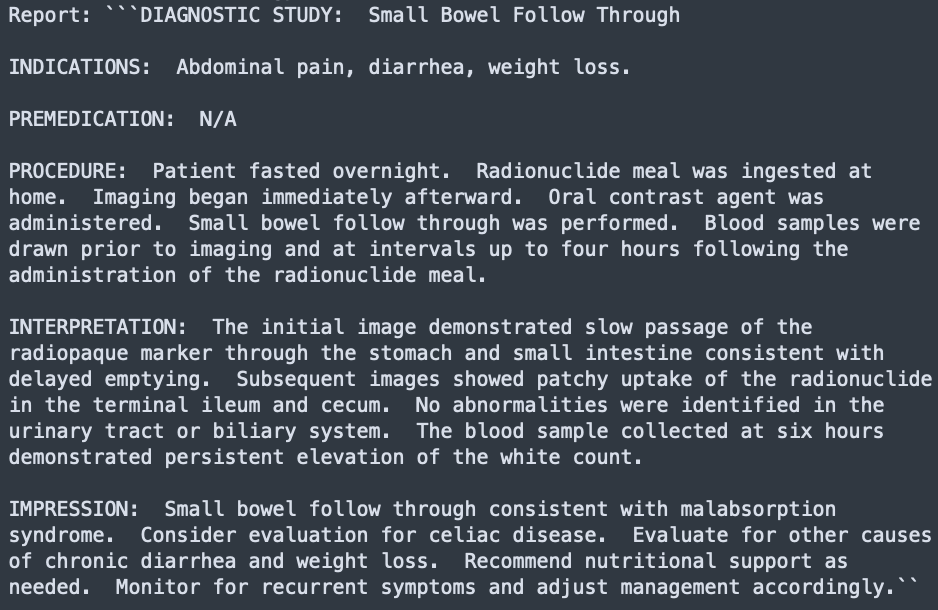 Report: ```DIAGNOSTIC STUDY:  Small Bowel Follow Through
INDICATIONS:  Abdominal pain, diarrhea, weight loss.
PREMEDICATION:  N/A
PROCEDURE:  Patient fasted overnight.  Radionuclide meal was ingested at
home.  Imaging began immediately afterward.  Oral contrast agent was
administered.  Small bowel follow through was performed.  Blood samples were
drawn prior to imaging and at intervals up to four hours following the
administration of the radionuclide meal.
INTERPRETATION:  The initial image demonstrated slow passage of the
radiopaque marker through the stomach and small intestine consistent with
delayed emptying.  Subsequent images showed patchy uptake of the radionuclide
in the terminal ileum and cecum.  No abnormalities were identified in the
urinary tract or biliary system.  The blood sample collected at six hours
demonstrated persistent elevation of the white count.
IMPRESSION:  Small bowel follow through consistent with malabsorption
syndrome.  Consider evaluation for celiac disease.  Evaluate for other causes
of chronic diarrhea and weight loss.  Recommend nutritional support as
needed.  Monitor for recurrent symptoms and adjust management accordingly.``